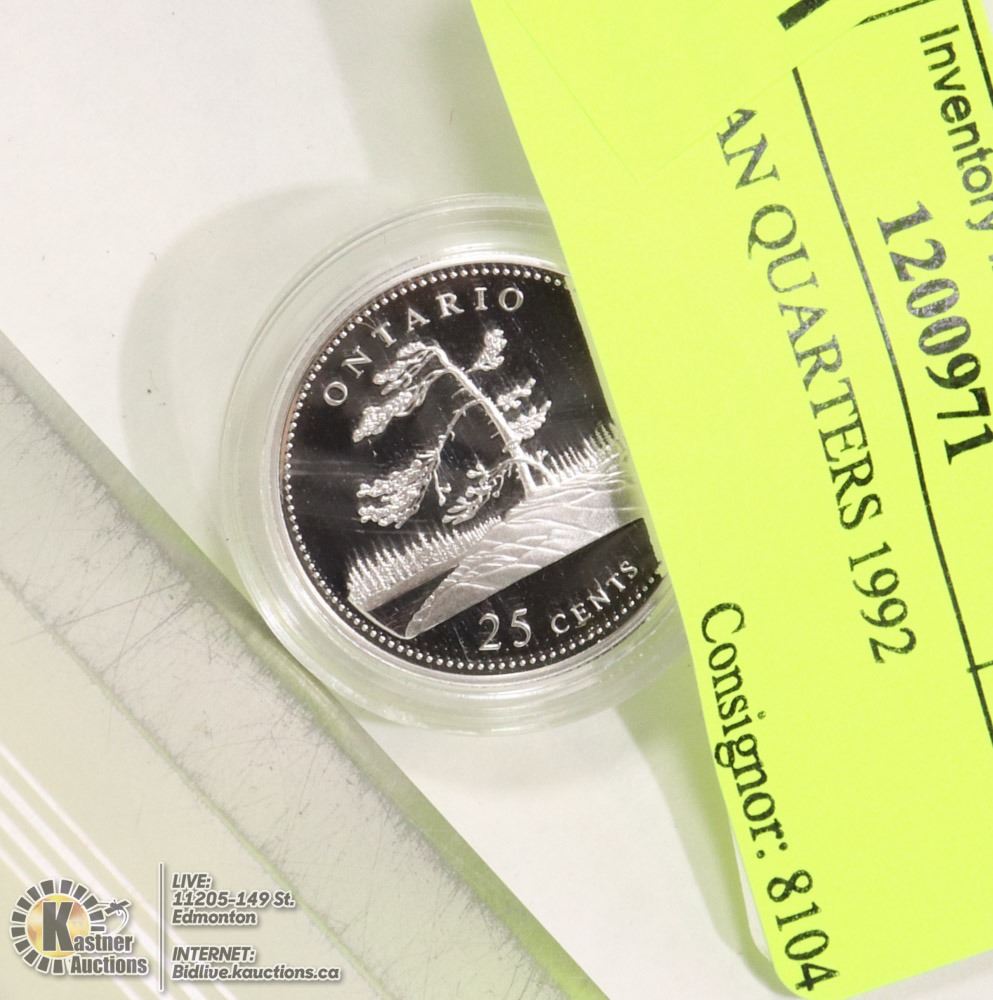 ONTARIO
25 CENTS
Inventory
1200971
AN QUARTERS 1992
Consignor: 8104
Kastner
Auctions
LIVE:
11205-149 St.
Edmonton
INTERNET:
Bidlive.kauctions.ca